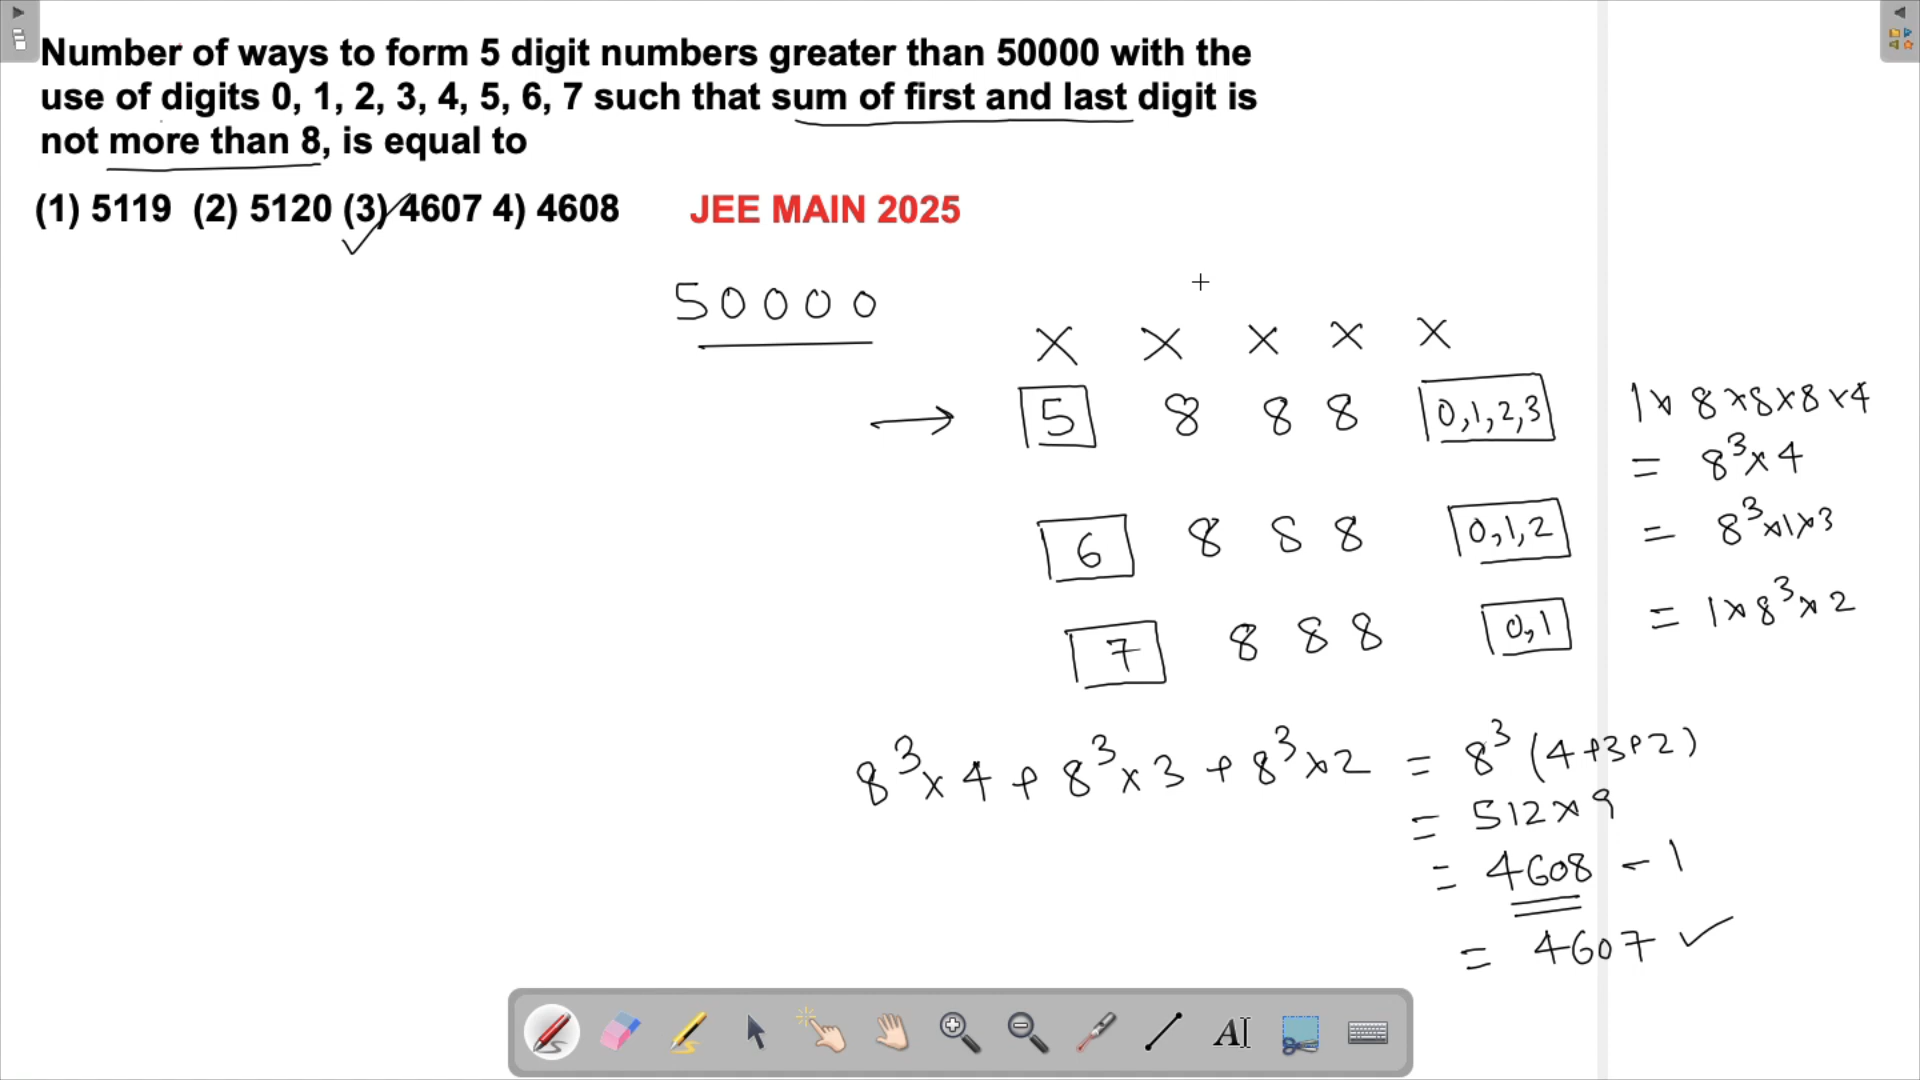 Number of ways to form 5 digit numbers greater than 50000 with the
use of digits 0, 1, 2, 3, 4, 5, 6, 7 such that sum of first and last digit is
not more than 8, is equal to
(1) 5119 (2) 5120 (3) 4607 4) 4608 JEE MAIN 2025
50000
× × × × ×
→ 5 8 8 8 0,1,2,3 1×8×8×8×4
= 8³×4
6 8 8 8 0,1,2 = 8³×1×3
7 8 8 8 0,1 = 1×8³×2
8³×4 + 8³×3 + 8³×2 = 8³(4+3+2)
= 512×9
= 4608 - 1
= 4607 ✓